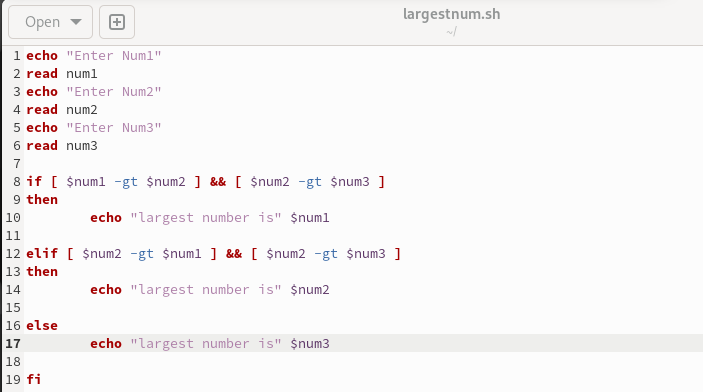 Open
largestnum.sh
~/
1 echo "Enter Num1"
2 read num1
3 echo "Enter Num2"
4 read num2
5 echo "Enter Num3"
6 read num3
7
8 if [ $num1 -gt $num2 ] && [ $num2 -gt $num3 ]
9 then
10         echo "largest number is" $num1
11
12 elif [ $num2 -gt $num1 ] && [ $num2 -gt $num3 ]
13 then
14         echo "largest number is" $num2
15
16 else
17         echo "largest number is" $num3
18
19 fi